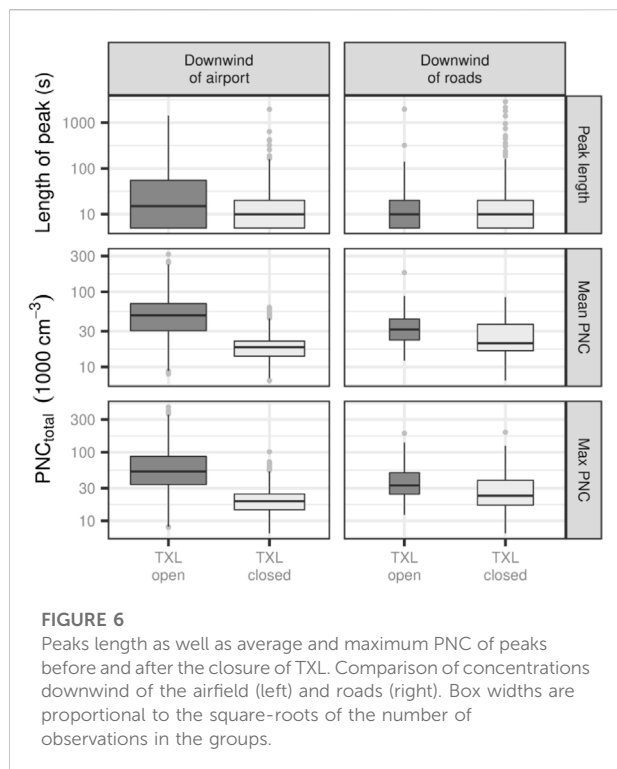 Downwind
of airport
Downwind
of roads
Length of peak (s)
1000
100
10
Peak length
PNCtotal (1000 cm⁻³)
300
100
30
10
Mean PNC
300
100
30
10
Max PNC
TXL
open
TXL
closed
TXL
open
TXL
closed
FIGURE 6
Peaks length as well as average and maximum PNC of peaks
before and after the closure of TXL. Comparison of concentrations
downwind of the airfield (left) and roads (right). Box widths are
proportional to the square-roots of the number of
observations in the groups.